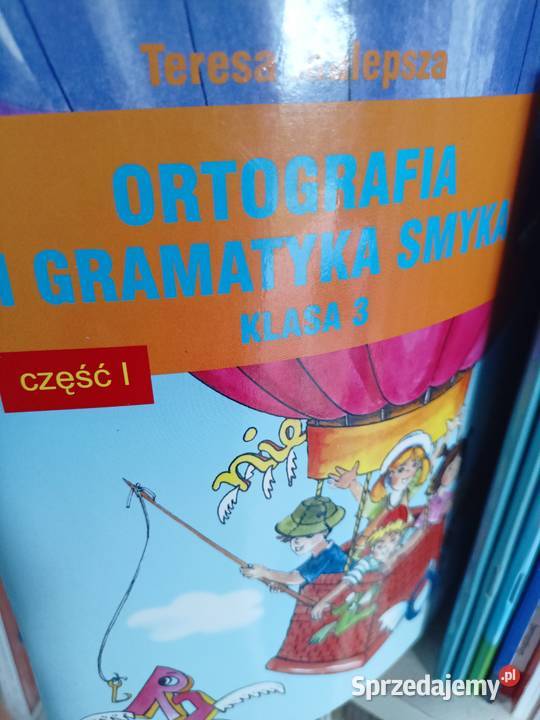 Teresa
ORTOGRAFIA
I GRAMATYKA SMYKA
KLASA 3
część I
nie
Sprzedajemy.pl